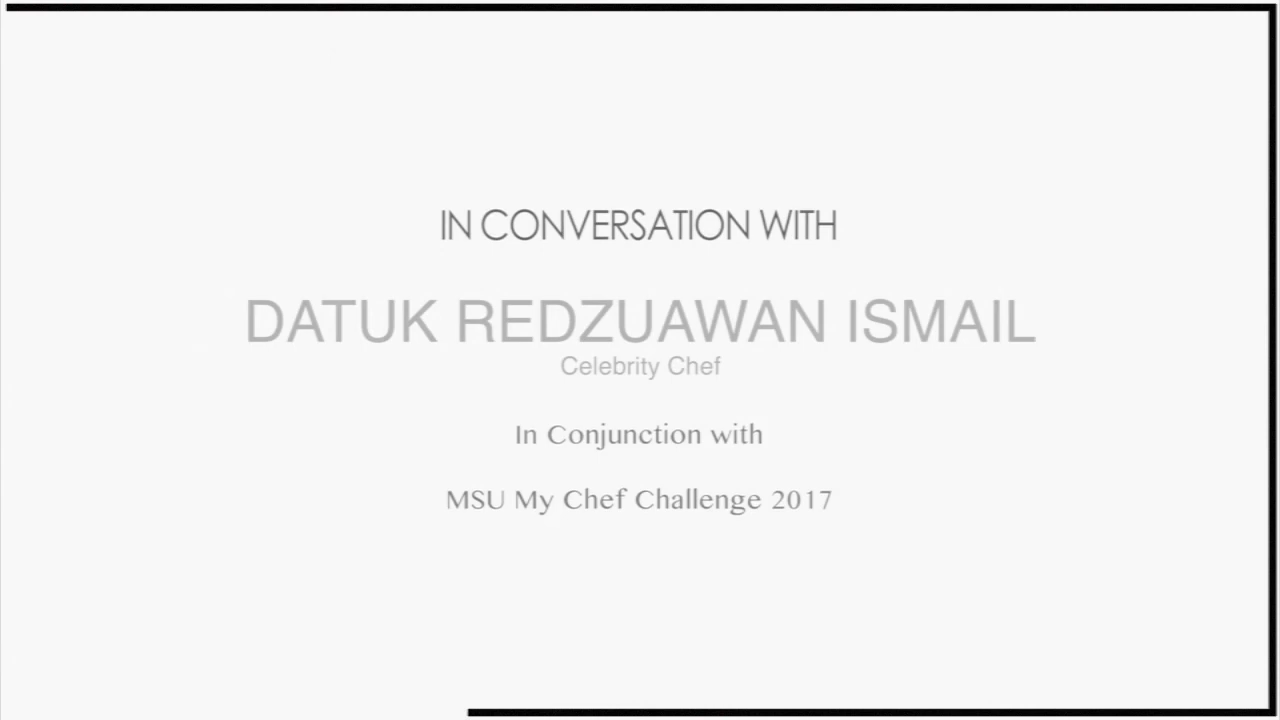 IN CONVERSATION WITH
DATUK REDZUAWAN ISMAIL
Celebrity Chef
In Conjunction with
MSU My Chef Challenge 2017